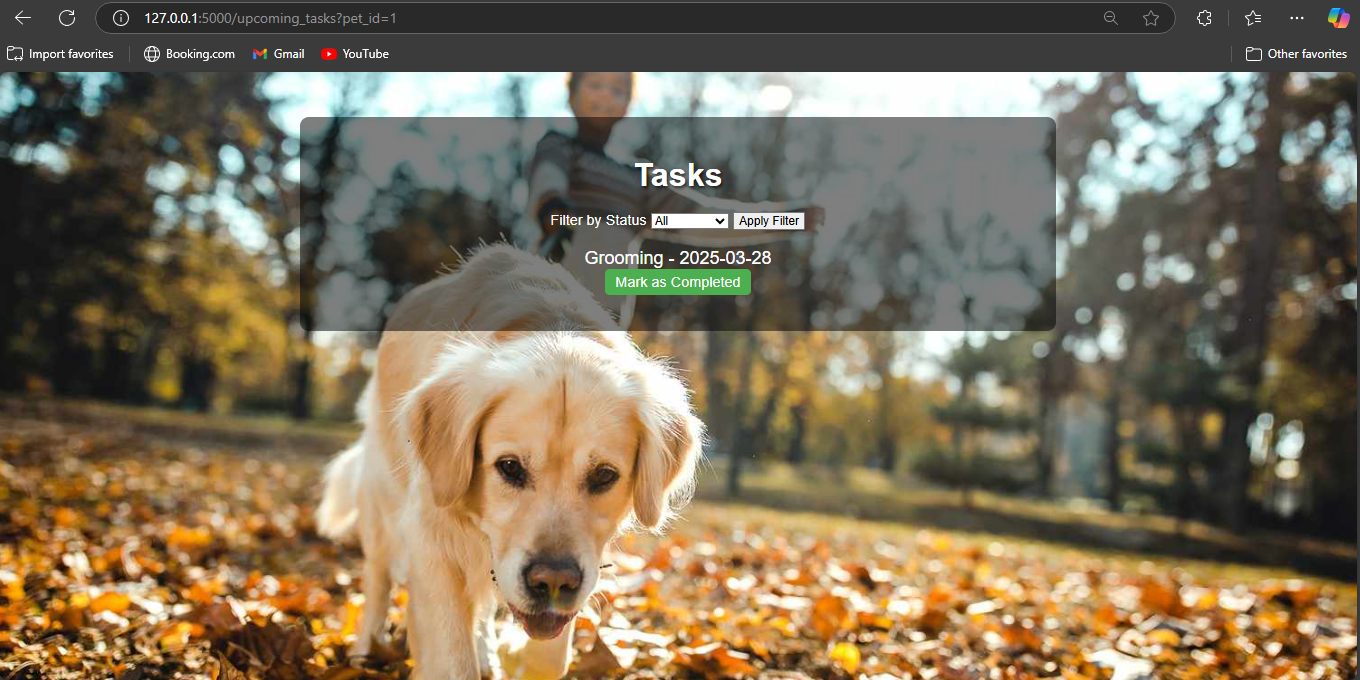 127.0.0.1:5000/upcoming_tasks?pet_id=1
Import favorites Booking.com Gmail YouTube Other favorites
Tasks
Filter by Status All Apply Filter
Grooming - 2025-03-28
Mark as Completed